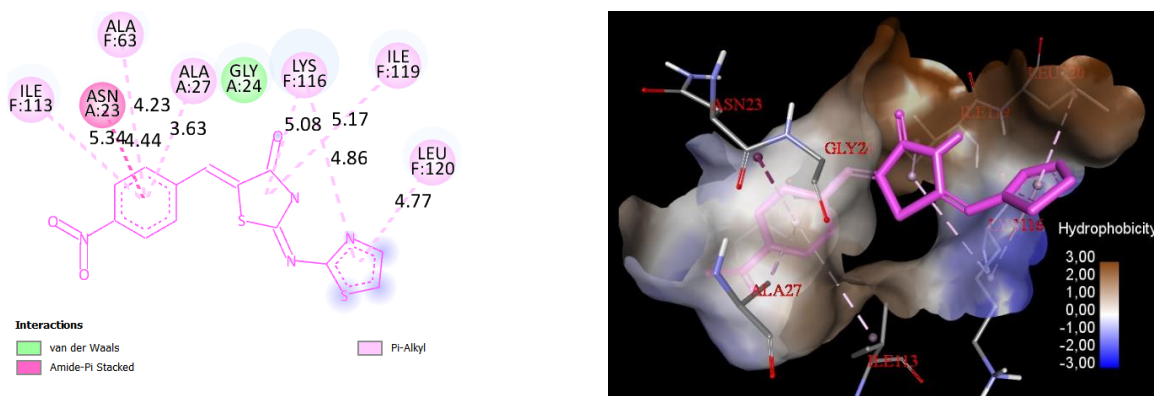 ALA
F:63
ILE
F:113
ASN
A:23
ALA
A:27
GLY
A:24
LYS
F:116
ILE
F:119
LEU
F:120
5.34
4.44
4.23
3.63
5.08
5.17
4.86
4.77
O
N
O
S
O
N
N
N
S
Interactions
van der Waals
Amide-Pi Stacked
Pi-Alkyl
ASN23
GLY2
ALA27
ILE113
Hydrophobicity
3,00
2,00
1,00
0,00
-1,00
-2,00
-3,00